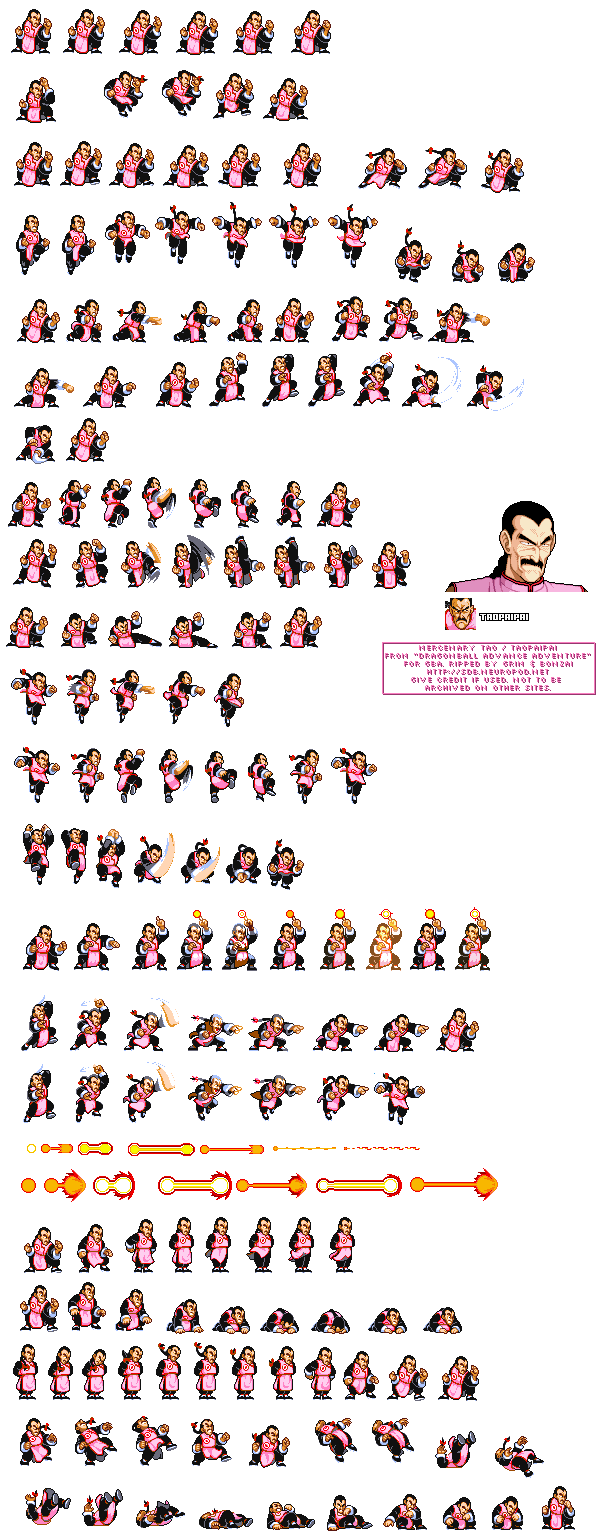 TAOPAIPAI
MERCENARY TAO / TAOPAIPAI
FROM "DRAGONBALL ADVANCE ADVENTURE"
FOR GBA. RIPPED BY GRIM & BONZAI
HTTP://SDB.NEUROPOD.NET
GIVE CREDIT IF USED. NOT TO BE
ARCHIVED ON OTHER SITES.